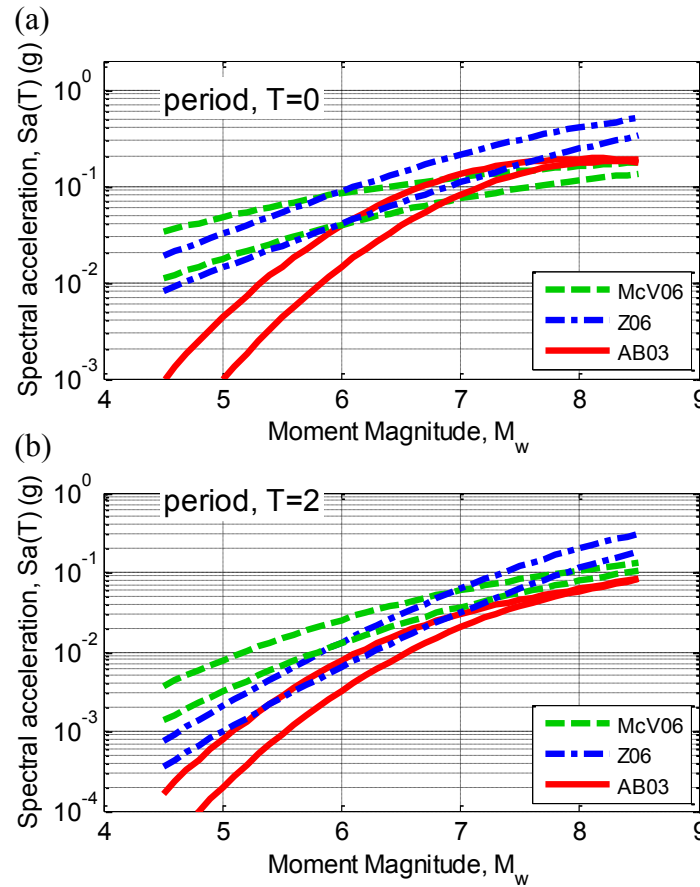 (a)
Spectral acceleration, Sa(T) (g)
10^0
10^-1
10^-2
10^-3
period, T=0
McV06
Z06
AB03
4 5 6 7 8 9
Moment Magnitude, M_w
(b)
Spectral acceleration, Sa(T) (g)
10^0
10^-1
10^-2
10^-3
10^-4
period, T=2
McV06
Z06
AB03
4 5 6 7 8 9
Moment Magnitude, M_w